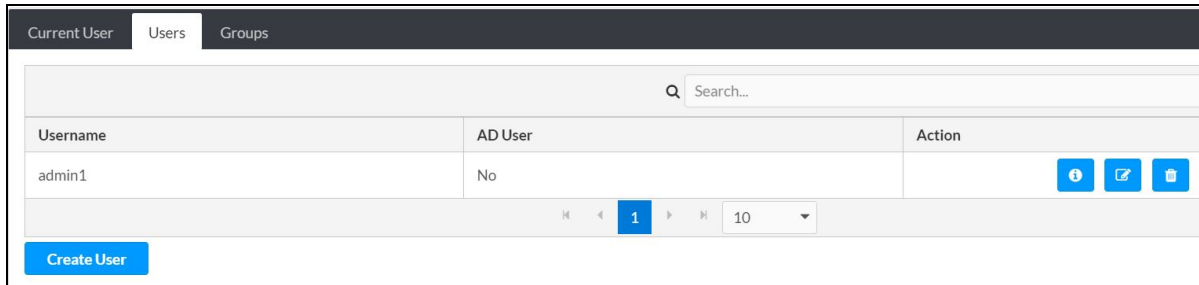 Current User Users Groups
Search...
Username AD User Action
admin1 No
1 10
Create User